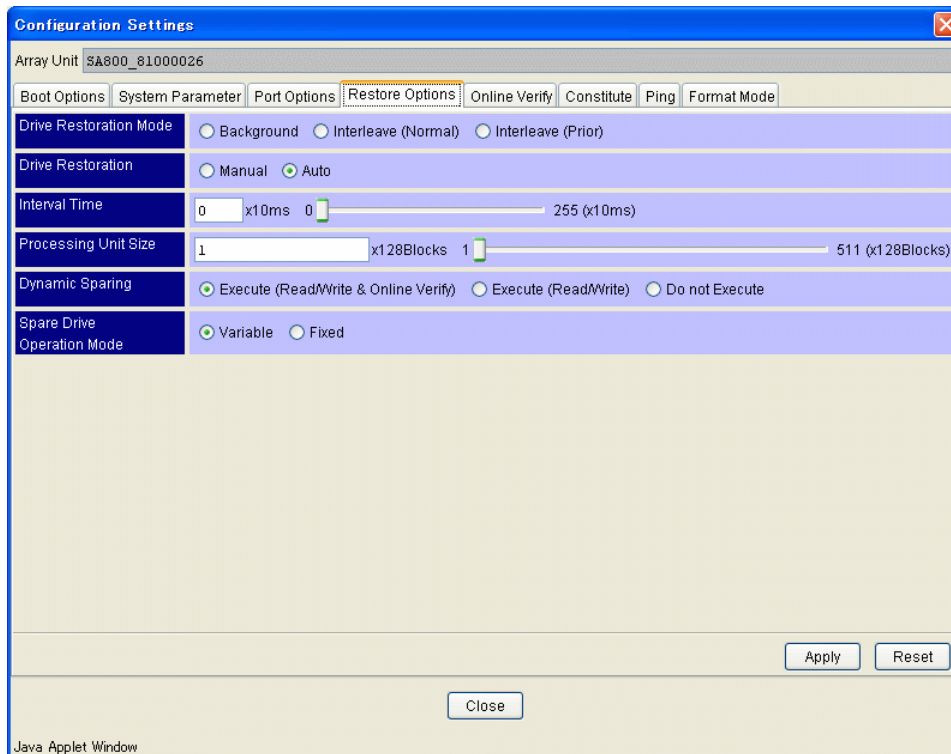 Configuration Settings
Array Unit SA800_81000026
Boot Options System Parameter Port Options Restore Options Online Verify Constitute Ping Format Mode
Drive Restoration Mode Background Interleave (Normal) Interleave (Prior)
Drive Restoration Manual Auto
Interval Time 0 x10ms 0 255 (x10ms)
Processing Unit Size 1 x128Blocks 1 511 (x128Blocks)
Dynamic Sparing Execute (Read/Write & Online Verify) Execute (Read/Write) Do not Execute
Spare Drive
Operation Mode Variable Fixed
Apply Reset
Close
Java Applet Window